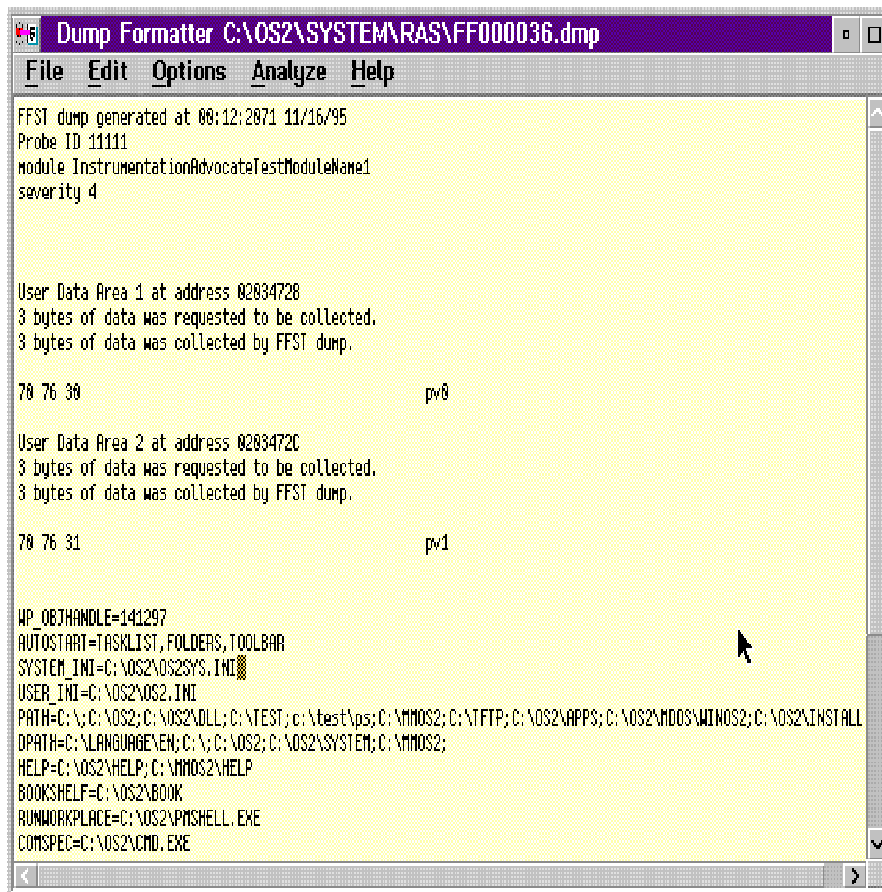 Dump Formatter C:\OS2\SYSTEM\RAS\FF000036.dmp
File Edit Options Analyze Help
FFST dump generated at 00:12:2071 11/16/95
Probe ID 11111
module InstrumentationAdvocateTestModuleName1
severity 4
User Data Area 1 at address 02034728
3 bytes of data was requested to be collected.
3 bytes of data was collected by FFST dump.
70 76 30 pv0
User Data Area 2 at address 0203472C
3 bytes of data was requested to be collected.
3 bytes of data was collected by FFST dump.
70 76 31 pv1
WP_OBJHANDLE=141297
AUTOSTART=TASKLIST,FOLDERS,TOOLBAR
SYSTEM_INI=C:\OS2\OS2SYS.INI
USER_INI=C:\OS2\OS2.INI
PATH=C:\;C:\OS2;C:\OS2\DLL;C:\TEST;c:\test\ps;C:\MMOS2;C:\TFTP;C:\OS2\APPS;C:\OS2\MDOS\WINOS2;C:\OS2\INSTALL
DPATH=C:\LANGUAGE\EN;C:\;C:\OS2;C:\OS2\SYSTEM;C:\MMOS2;
HELP=C:\OS2\HELP;C:\MMOS2\HELP
BOOKSHELF=C:\OS2\BOOK
RUNWORKPLACE=C:\OS2\PMSHELL.EXE
COMSPEC=C:\OS2\CMD.EXE